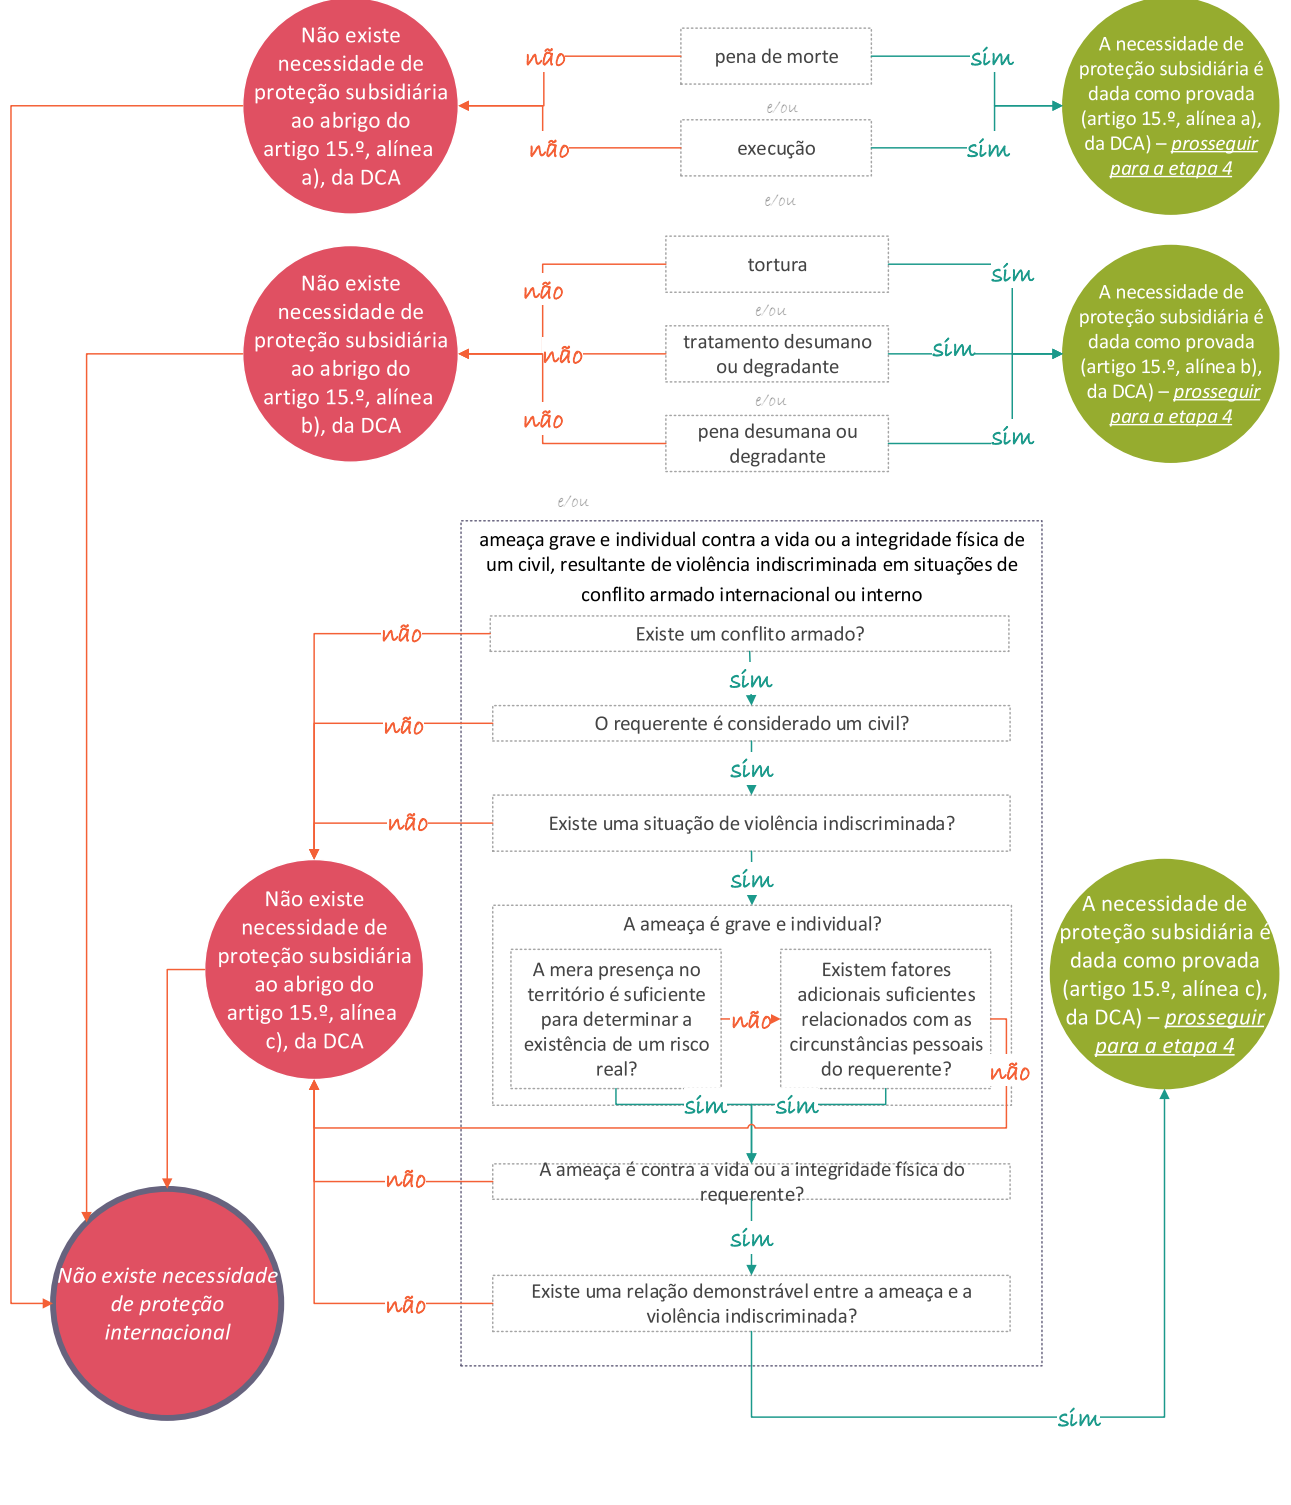 Não existe
necessidade de
proteção subsidiária
ao abrigo do
artigo 15.º, alínea
a), da DCA
não
pena de morte
sim
e/ou
não
execução
sim
A necessidade de
proteção subsidiária é
dada como provada
(artigo 15.º, alínea a),
da DCA) – prosseguir
para a etapa 4
e/ou
Não existe
necessidade de
proteção subsidiária
ao abrigo do
artigo 15.º, alínea
b), da DCA
não
tortura
sim
e/ou
não
tratamento desumano
ou degradante
sim
e/ou
não
pena desumana ou
degradante
sim
A necessidade de
proteção subsidiária é
dada como provada
(artigo 15.º, alínea b),
da DCA) – prosseguir
para a etapa 4
e/ou
ameaça grave e individual contra a vida ou a integridade física de
um civil, resultante de violência indiscriminada em situações de
conflito armado internacional ou interno
não
Existe um conflito armado?
sim
não
O requerente é considerado um civil?
sim
não
Existe uma situação de violência indiscriminada?
sim
Não existe
necessidade de
proteção subsidiária
ao abrigo do
artigo 15.º, alínea
c), da DCA
A ameaça é grave e individual?
A mera presença no
território é suficiente
para determinar a
existência de um risco
real?
não
Existem fatores
adicionais suficientes
relacionados com as
circunstâncias pessoais
do requerente?
não
sim
sim
A necessidade de
proteção subsidiária é
dada como provada
(artigo 15.º, alínea c),
da DCA) – prosseguir
para a etapa 4
não
A ameaça é contra a vida ou a integridade física do
requerente?
sim
não
Existe uma relação demonstrável entre a ameaça e a
violência indiscriminada?
sim
Não existe necessidade
de proteção
internacional